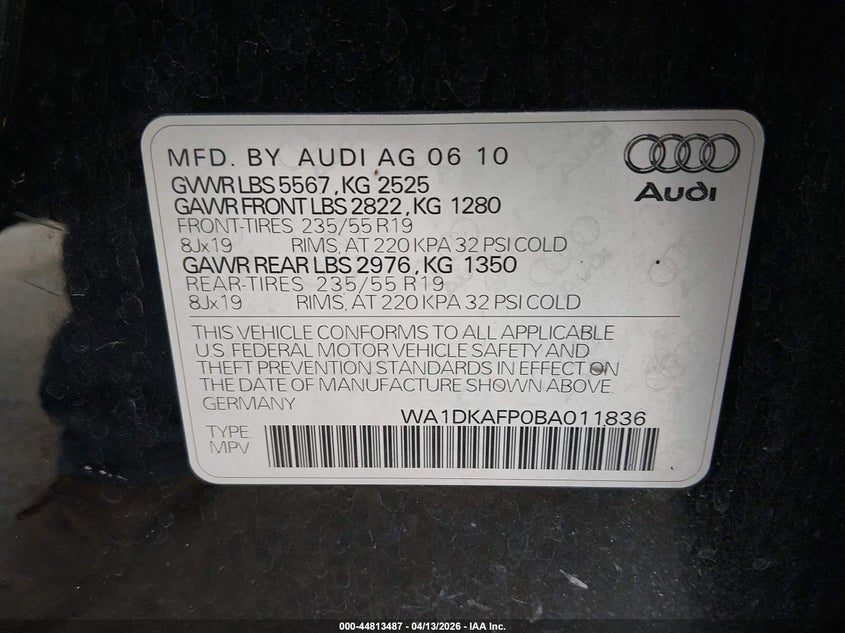 MFD. BY AUDI AG 06 10
Audi
GVWR LBS 5567, KG 2525
GAWR FRONT LBS 2822, KG 1280
FRONT-TIRES 235/55 R19
8Jx19 RIMS, AT 220 KPA 32 PSI COLD
GAWR REAR LBS 2976, KG 1350
REAR-TIRES 235/55 R19
8Jx19 RIMS, AT 220 KPA 32 PSI COLD
THIS VEHICLE CONFORMS TO ALL APPLICABLE
U.S. FEDERAL MOTOR VEHICLE SAFETY AND
THEFT PREVENTION STANDARDS IN EFFECT ON
THE DATE OF MANUFACTURE SHOWN ABOVE.
GERMANY
WA1DKAFP0BA011836
TYPE
MPV
000-44813487 - 04/13/2026 - IAA Inc.